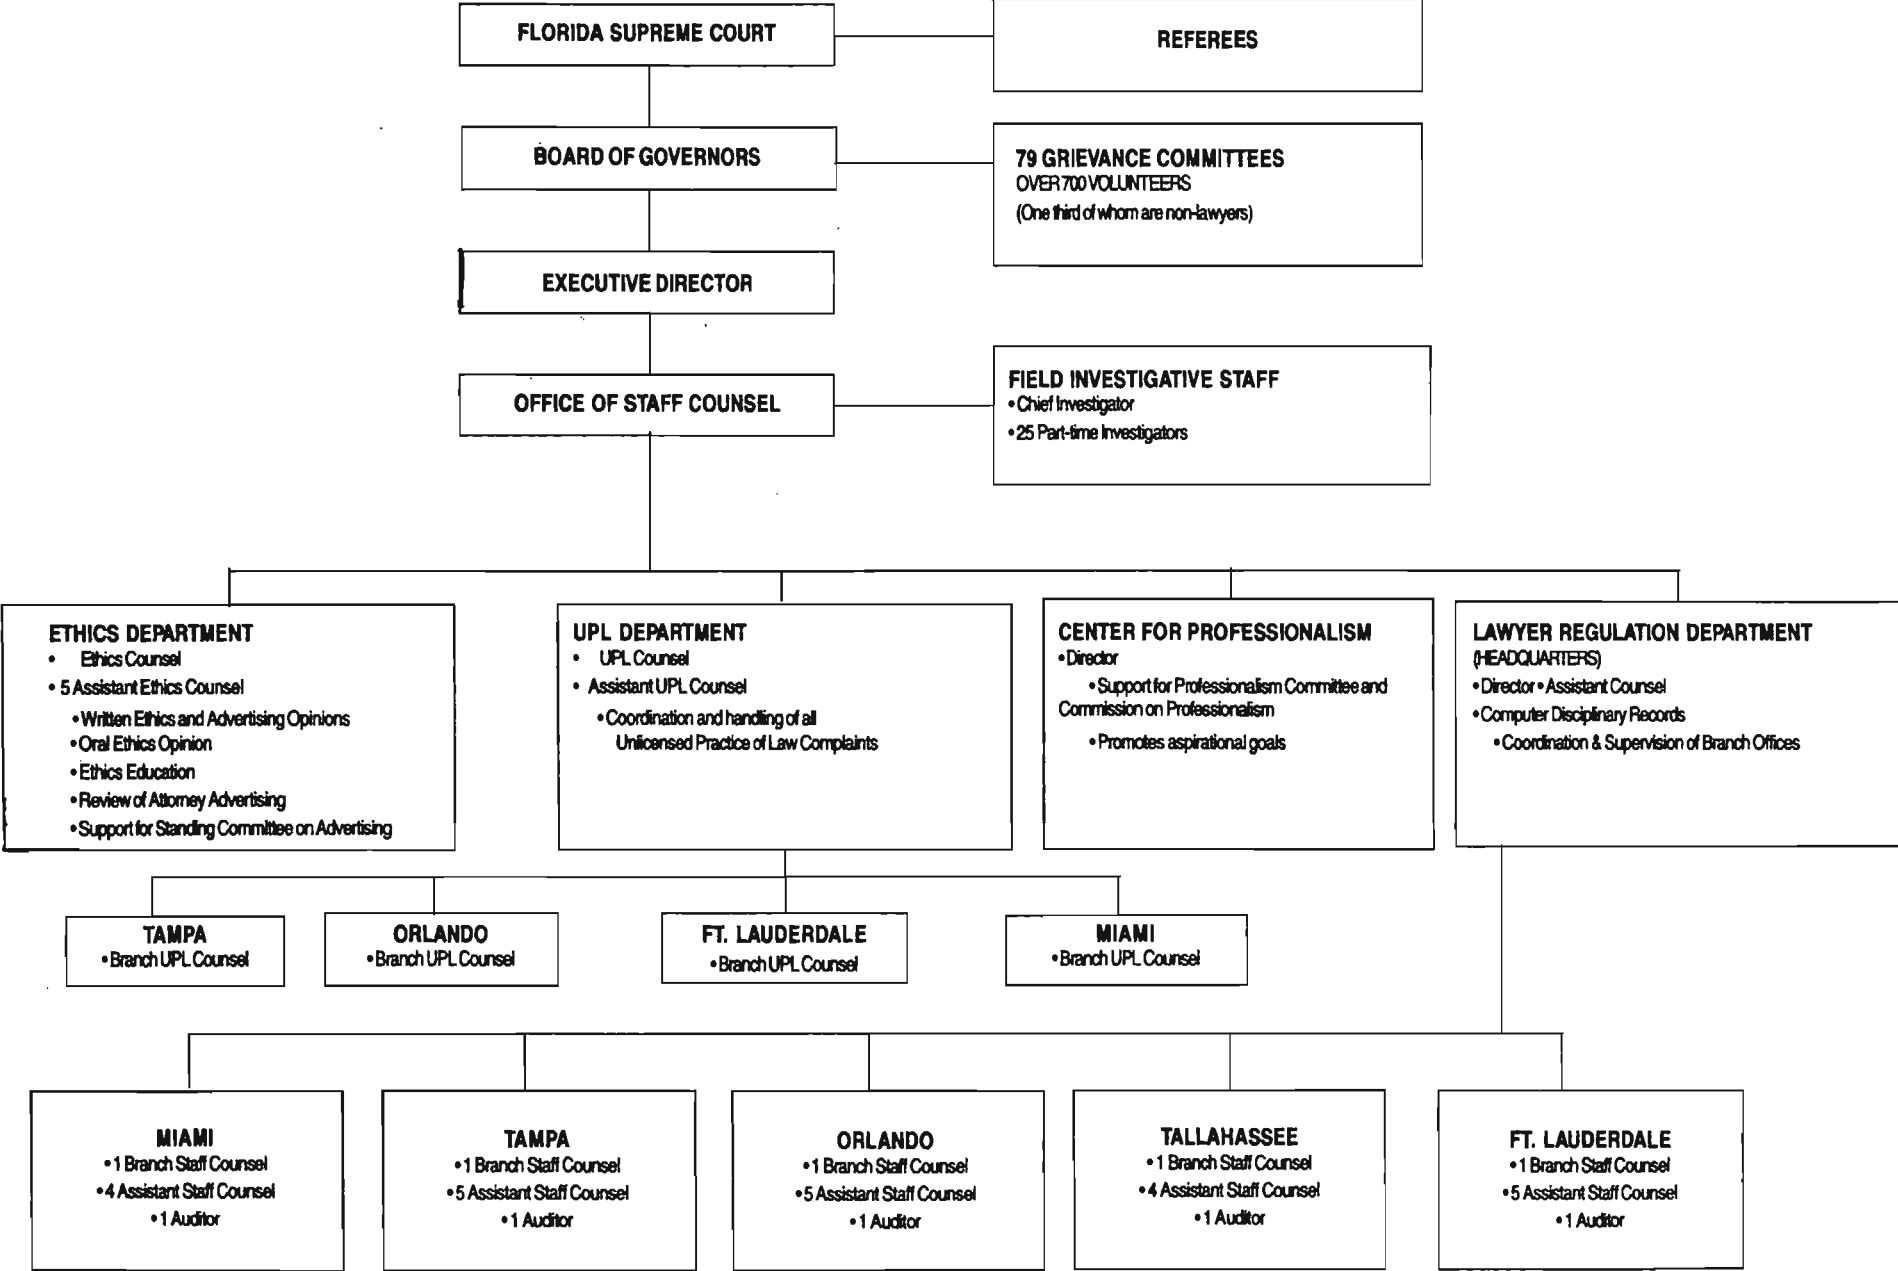 FLORIDA SUPREME COURT
REFEREES
BOARD OF GOVERNORS
79 GRIEVANCE COMMITTEES
OVER 700 VOLUNTEERS
(One third of whom are non-lawyers)
EXECUTIVE DIRECTOR
OFFICE OF STAFF COUNSEL
FIELD INVESTIGATIVE STAFF
• Chief Investigator
• 25 Part-time Investigators
ETHICS DEPARTMENT
• Ethics Counsel
• 5 Assistant Ethics Counsel
• Written Ethics and Advertising Opinions
• Oral Ethics Opinion
• Ethics Education
• Review of Attorney Advertising
• Support for Standing Committee on Advertising
UPL DEPARTMENT
• UPL Counsel
• Assistant UPL Counsel
• Coordination and handling of all
Unlicensed Practice of Law Complaints
CENTER FOR PROFESSIONALISM
• Director
• Support for Professionalism Committee and
Commission on Professionalism
• Promotes aspirational goals
LAWYER REGULATION DEPARTMENT
(HEADQUARTERS)
• Director • Assistant Counsel
• Computer Disciplinary Records
• Coordination & Supervision of Branch Offices
TAMPA
• Branch UPL Counsel
ORLANDO
• Branch UPL Counsel
FT. LAUDERDALE
• Branch UPL Counsel
MIAMI
• Branch UPL Counsel
MIAMI
• 1 Branch Staff Counsel
• 4 Assistant Staff Counsel
• 1 Auditor
TAMPA
• 1 Branch Staff Counsel
• 5 Assistant Staff Counsel
• 1 Auditor
ORLANDO
• 1 Branch Staff Counsel
• 5 Assistant Staff Counsel
• 1 Auditor
TALLAHASSEE
• 1 Branch Staff Counsel
• 4 Assistant Staff Counsel
• 1 Auditor
FT. LAUDERDALE
• 1 Branch Staff Counsel
• 5 Assistant Staff Counsel
• 1 Auditor